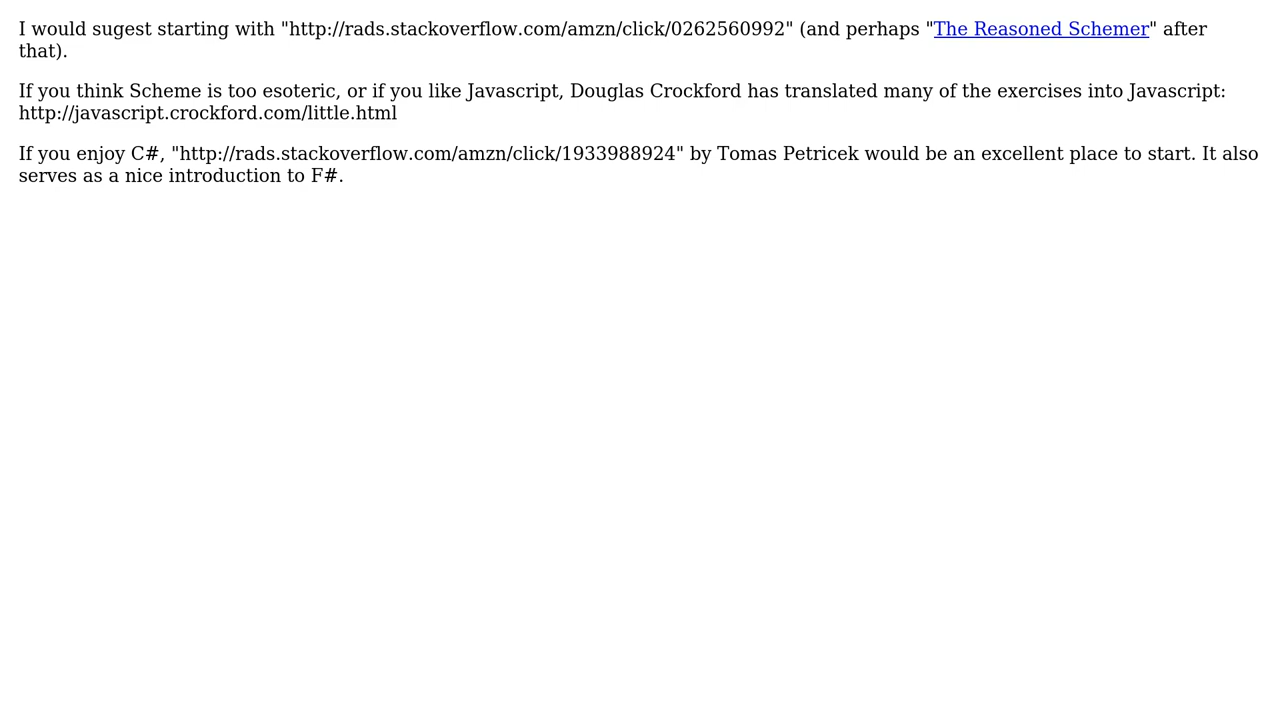 I would sugest starting with "http://rads.stackoverflow.com/amzn/click/0262560992" (and perhaps "The Reasoned Schemer" after
that).
If you think Scheme is too esoteric, or if you like Javascript, Douglas Crockford has translated many of the exercises into Javascript:
http://javascript.crockford.com/little.html
If you enjoy C#, "http://rads.stackoverflow.com/amzn/click/1933988924" by Tomas Petricek would be an excellent place to start. It also
serves as a nice introduction to F#.